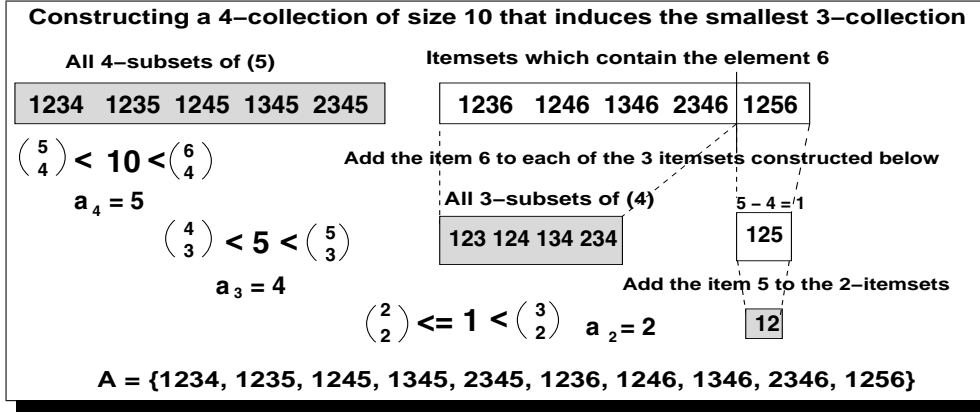 Constructing a 4–collection of size 10 that induces the smallest 3–collection
All 4–subsets of (5)
Itemsets which contain the element 6
1234 1235 1245 1345 2345
1236 1246 1346 2346 1256
(5 4) < 10 < (6 4)
Add the item 6 to each of the 3 itemsets constructed below
a 4 = 5
All 3–subsets of (4)
5 – 4 = 1
(4 3) < 5 < (5 3)
123 124 134 234
125
a 3 = 4
Add the item 5 to the 2–itemsets
(2 2) <= 1 < (3 2)
a 2 = 2
12
A = {1234, 1235, 1245, 1345, 2345, 1236, 1246, 1346, 2346, 1256}